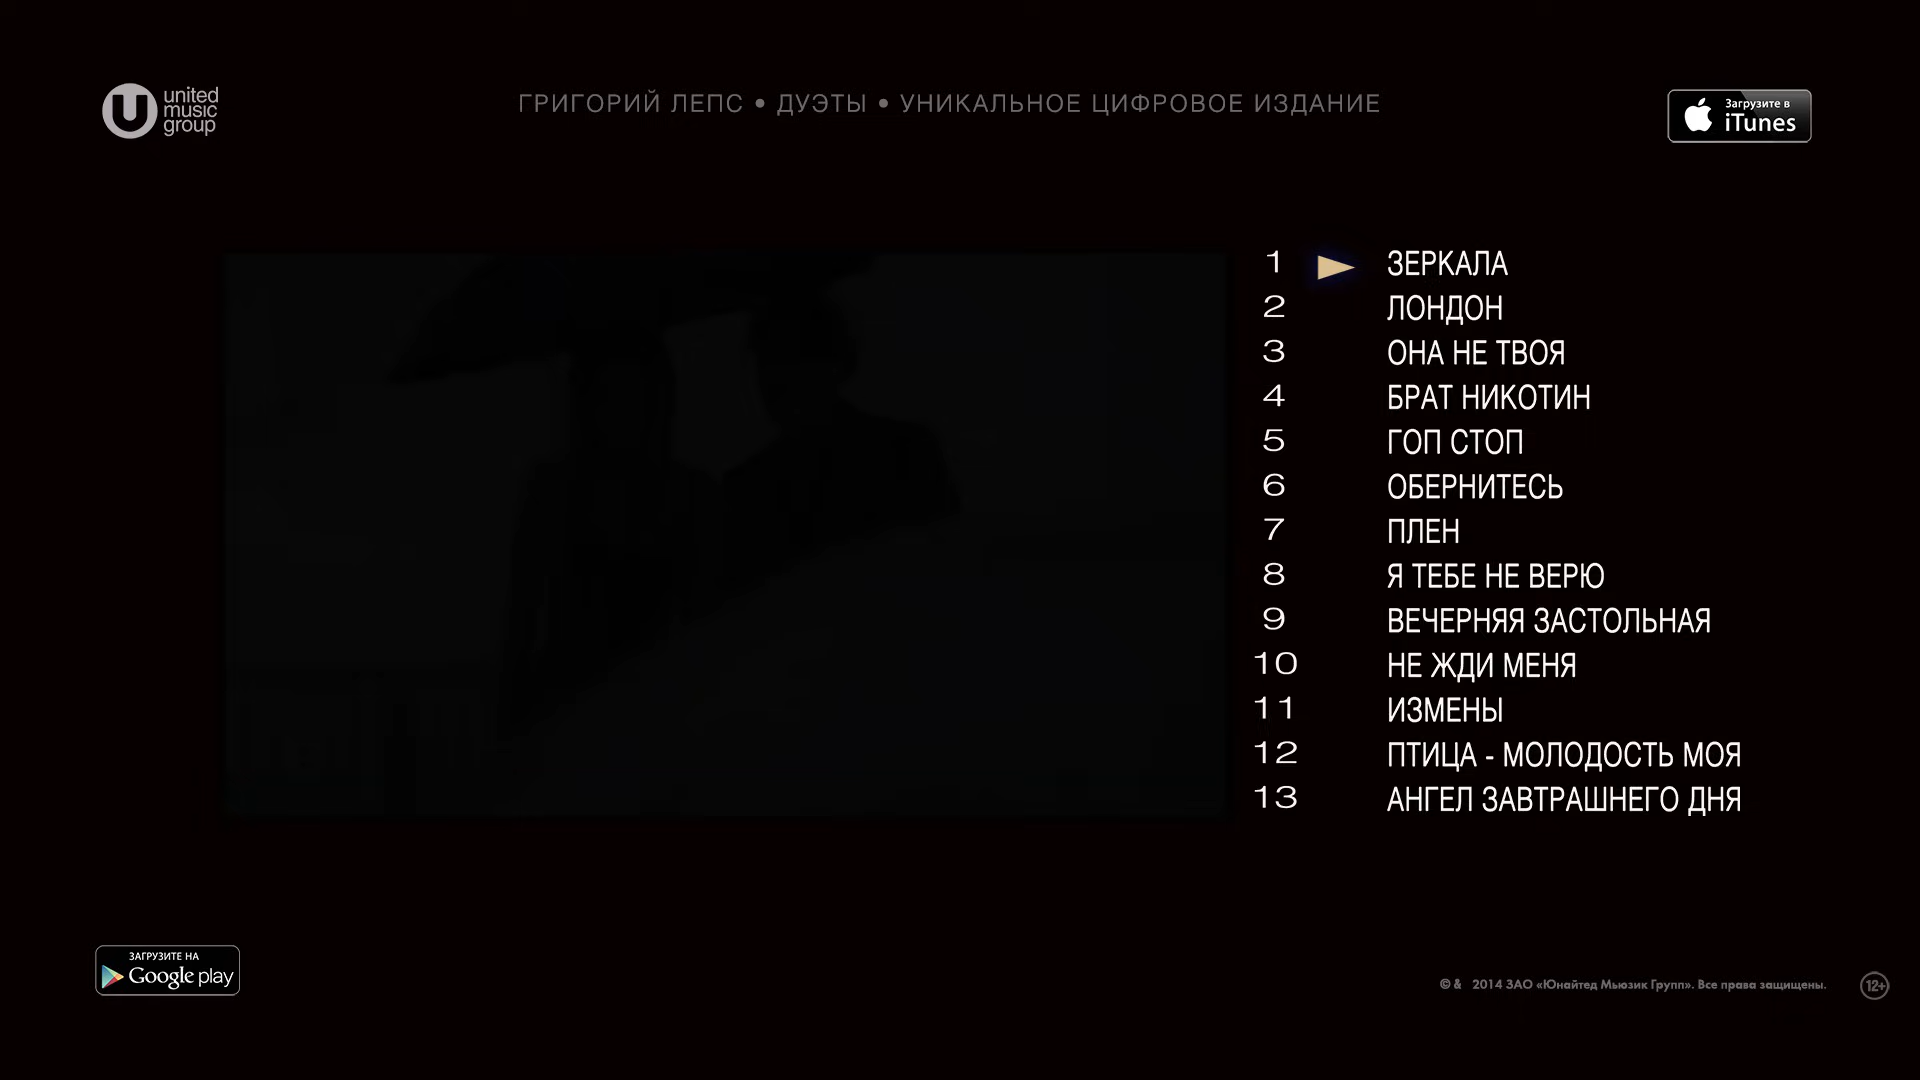 united
music
group
ГРИГОРИЙ ЛЕПС • ДУЭТЫ • УНИКАЛЬНОЕ ЦИФРОВОЕ ИЗДАНИЕ
Загрузите в
iTunes
1 ЗЕРКАЛА
2 ЛОНДОН
3 ОНА НЕ ТВОЯ
4 БРАТ НИКОТИН
5 ГОП СТОП
6 ОБЕРНИТЕСЬ
7 ПЛЕН
8 Я ТЕБЕ НЕ ВЕРЮ
9 ВЕЧЕРНЯЯ ЗАСТОЛЬНАЯ
10 НЕ ЖДИ МЕНЯ
11 ИЗМЕНЫ
12 ПТИЦА - МОЛОДОСТЬ МОЯ
13 АНГЕЛ ЗАВТРАШНЕГО ДНЯ
ЗАГРУЗИТЕ НА
Google play
© & 2014 ЗАО «Юнайтед Мьюзик Групп». Все права защищены.
12+